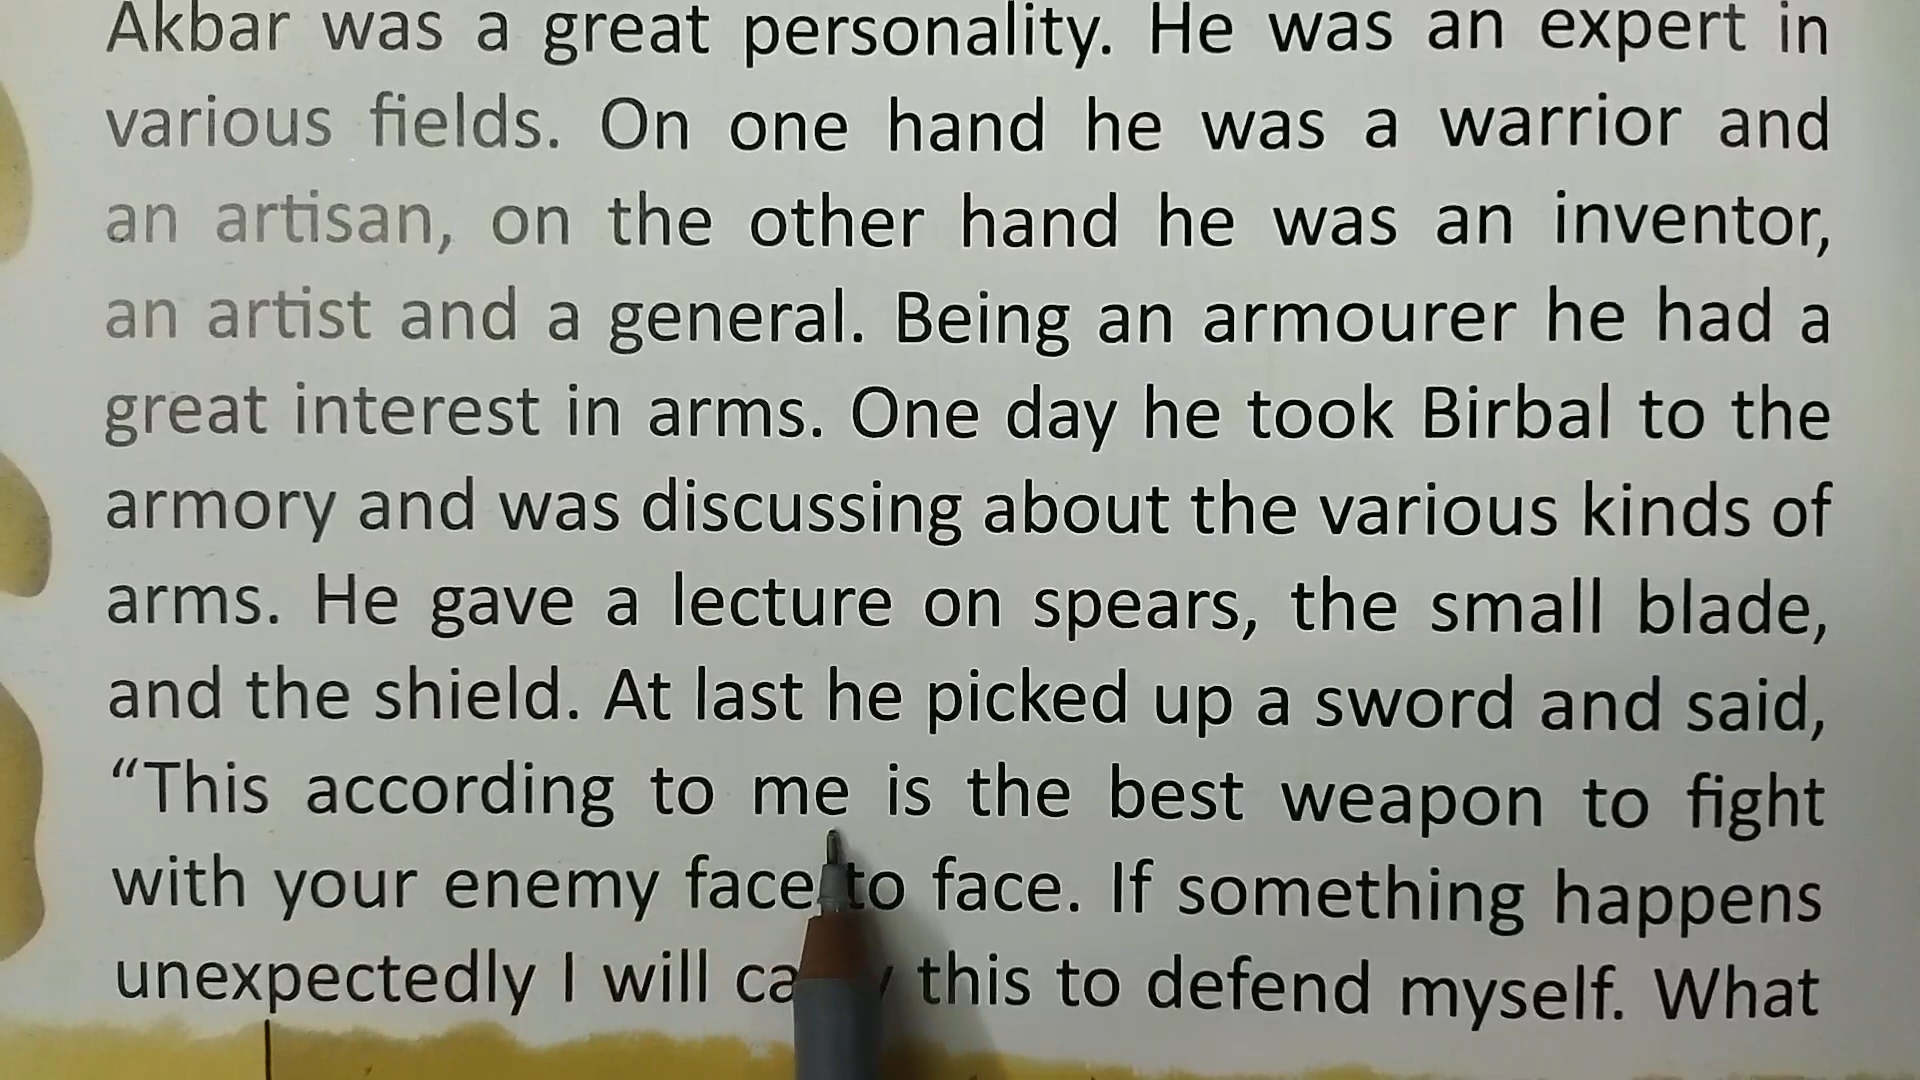 Akbar was a great personality. He was an expert in
various fields. On one hand he was a warrior and
an artisan, on the other hand he was an inventor,
an artist and a general. Being an armourer he had a
great interest in arms. One day he took Birbal to the
armory and was discussing about the various kinds of
arms. He gave a lecture on spears, the small blade,
and the shield. At last he picked up a sword and said,
“This according to me is the best weapon to fight
with your enemy face to face. If something happens
unexpectedly I will this to defend myself. What